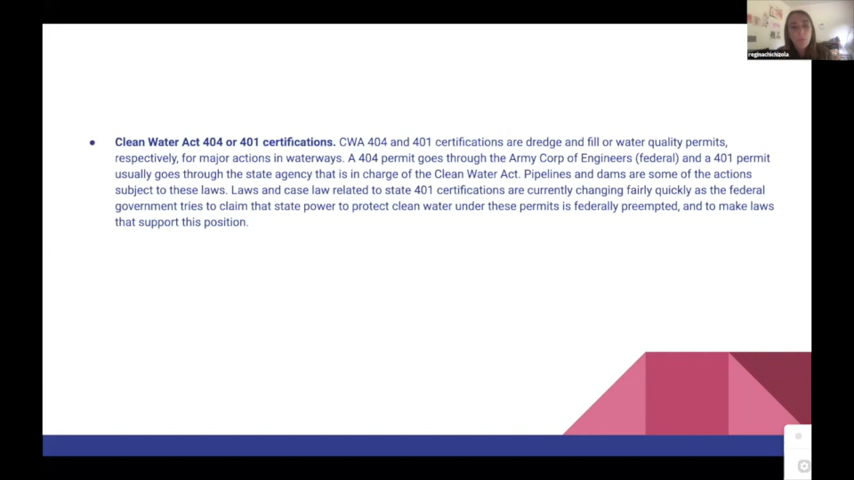 reginachichizola
● Clean Water Act 404 or 401 certifications. CWA 404 and 401 certifications are dredge and fill or water quality permits,
respectively, for major actions in waterways. A 404 permit goes through the Army Corp of Engineers (federal) and a 401 permit
usually goes through the state agency that is in charge of the Clean Water Act. Pipelines and dams are some of the actions
subject to these laws. Laws and case law related to state 401 certifications are currently changing fairly quickly as the federal
government tries to claim that state power to protect clean water under these permits is federally preempted, and to make laws
that support this position.